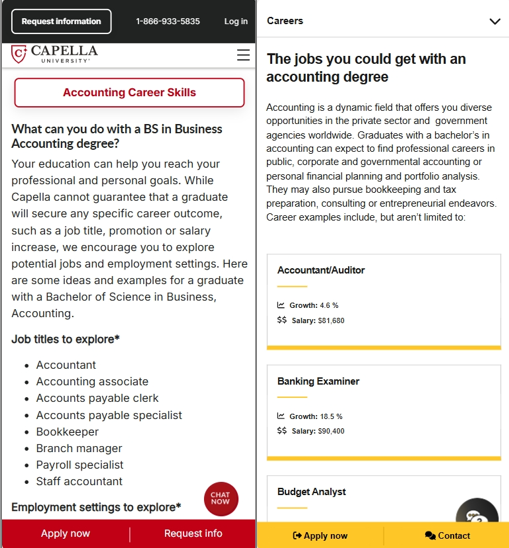 Request information
1-866-933-5835
Log in
CAPELLA
UNIVERSITY
Accounting Career Skills
What can you do with a BS in Business
Accounting degree?
Your education can help you reach your
professional and personal goals. While
Capella cannot guarantee that a graduate
will secure any specific career outcome,
such as a job title, promotion or salary
increase, we encourage you to explore
potential jobs and employment settings. Here
are some ideas and examples for a graduate
with a Bachelor of Science in Business,
Accounting.
Job titles to explore*
• Accountant
• Accounting associate
• Accounts payable clerk
• Accounts payable specialist
• Bookkeeper
• Branch manager
• Payroll specialist
• Staff accountant
CHAT
NOW
Employment settings to explore*
Apply now
Request info
Careers
The jobs you could get with an
accounting degree
Accounting is a dynamic field that offers you diverse
opportunities in the private sector and government
agencies worldwide. Graduates with a bachelor's in
accounting can expect to find professional careers in
public, corporate and governmental accounting or
personal financial planning and portfolio analysis.
They may also pursue bookkeeping and tax
preparation, consulting or entrepreneurial endeavors.
Career examples include, but aren't limited to:
Accountant/Auditor
Growth: 4.6 %
$$ Salary: $81,680
Banking Examiner
Growth: 18.5 %
$$ Salary: $90,400
Budget Analyst
Apply now
Contact